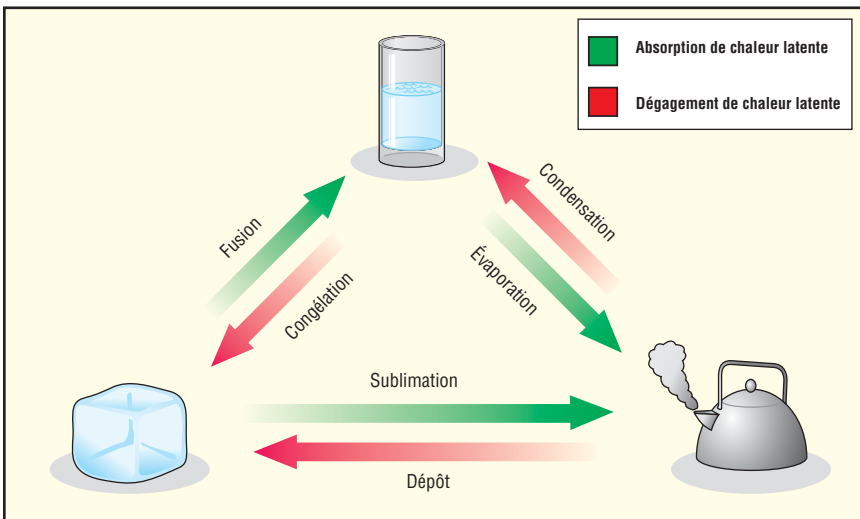 Absorption de chaleur latente
Dégagement de chaleur latente
Fusion
Congélation
Condensation
Évaporation
Sublimation
Dépôt